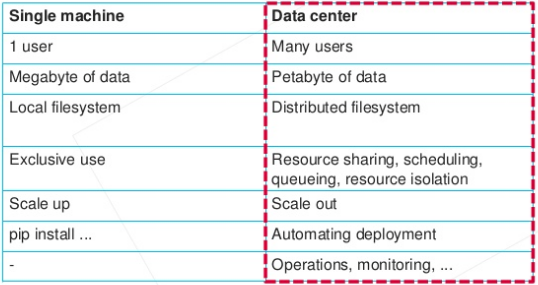 Single machine Data center
1 user Many users
Megabyte of data Petabyte of data
Local filesystem Distributed filesystem
Exclusive use Resource sharing, scheduling,
queueing, resource isolation
Scale up Scale out
pip install ... Automating deployment
- Operations, monitoring, ...